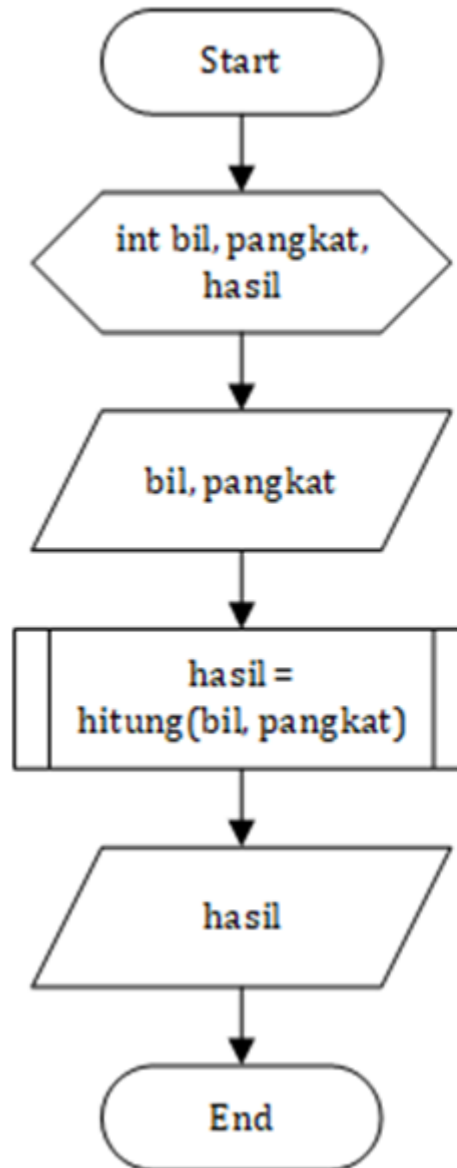 Start
int bil, pangkat,
hasil
bil, pangkat
hasil =
hitung(bil, pangkat)
hasil
End